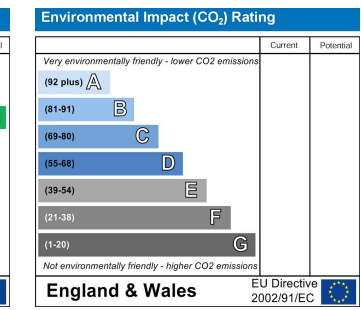 Environmental Impact (CO₂) Rating
Current Potential
Very environmentally friendly - lower CO2 emissions
(92 plus) A
(81-91) B
(69-80) C
(55-68) D
(39-54) E
(21-38) F
(1-20) G
Not environmentally friendly - higher CO2 emissions
England & Wales
EU Directive
2002/91/EC